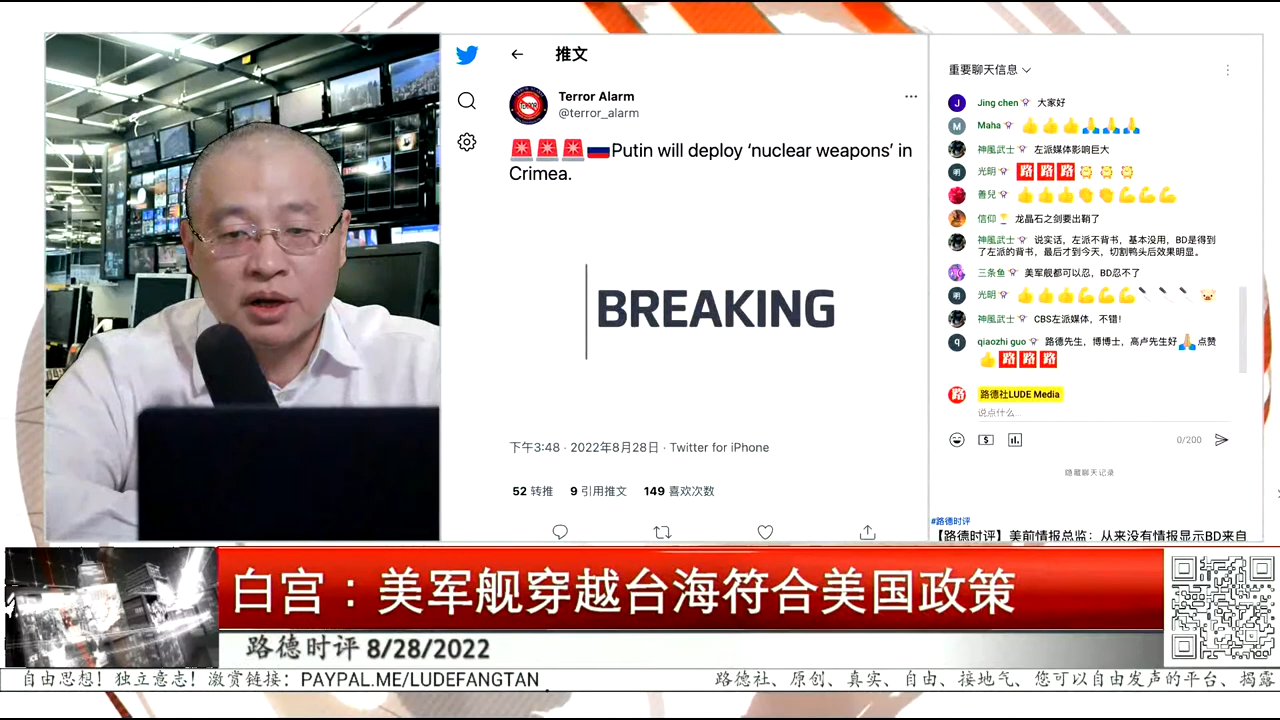 推文
Terror Alarm
@terror_alarm
Putin will deploy ‘nuclear weapons’ in
Crimea.
BREAKING
下午3:48 · 2022年8月28日 · Twitter for iPhone
52 转推 9 引用推文 149 喜欢次数
重要聊天信息
J Jing chen 大家好
M Maha
神風武士 左派媒体影响巨大
明 光明 路 路 路
善兒
信仰 龙晶石之剑要出鞘了
神風武士 说实话，左派不背书，基本没用，BD是得到
了左派的背书，最后才到今天，切割鸭头后效果明显。
三条鱼 美军舰都可以忍，BD忍不了
明 光明
神風武士 CBS左派媒体，不错！
q qiaozhi guo 路德先生，博博士，高卢先生好 点赞
路 路 路
路 路德社LUDE Media
说点什么...
0/200
隐藏聊天记录
#路德时评
【路德时评】美前情报总监：从来没有情报显示BD来自
白宫：美军舰穿越台海符合美国政策
路德时评 8/28/2022
自由思想！独立意志！激赏链接：PAYPAL.ME/LUDEFANGTAN
路德社、原创、真实、自由、接地气、您可以自由发声的平台、揭露